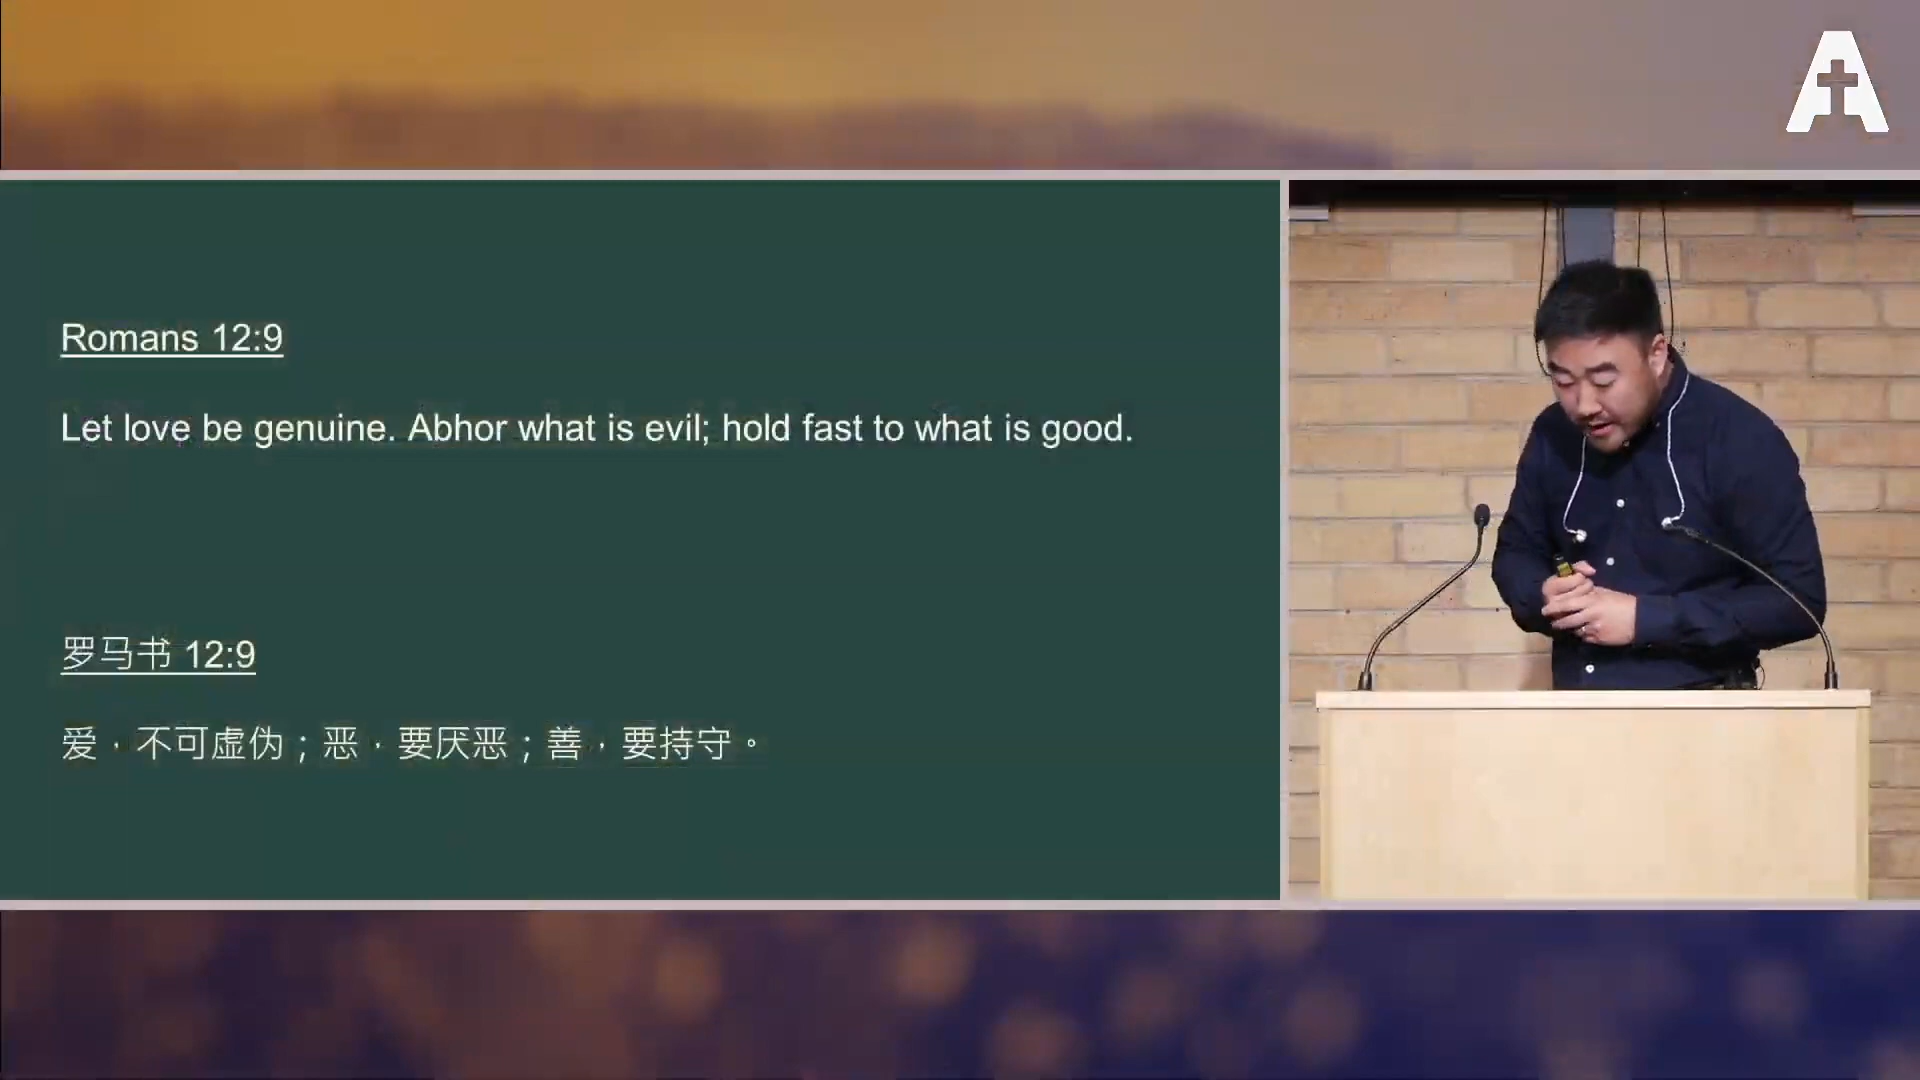 Romans 12:9
Let love be genuine. Abhor what is evil; hold fast to what is good.
罗马书 12:9
爱，不可虚伪；恶，要厌恶；善，要持守。
A